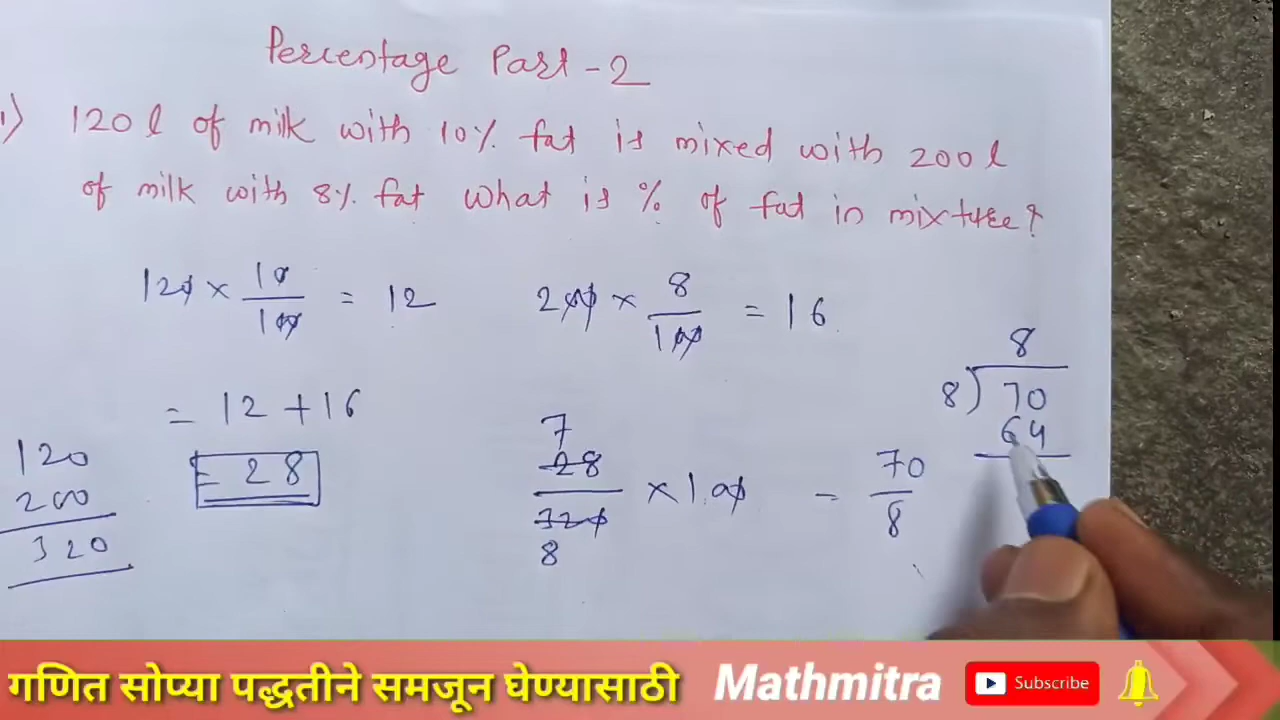 Percentage Part - 2
1) 120 l of milk with 10% fat is mixed with 200 l
of milk with 8% fat what is % of fat in mixture?
120 × 10/100 = 12
200 × 8/100 = 16
= 12 + 16
= 28
120
200
320
7
28/320 × 100 = 70/8
8
8
8) 70
64
गणित सोप्या पद्धतीने समजून घेण्यासाठी Mathmitra Subscribe